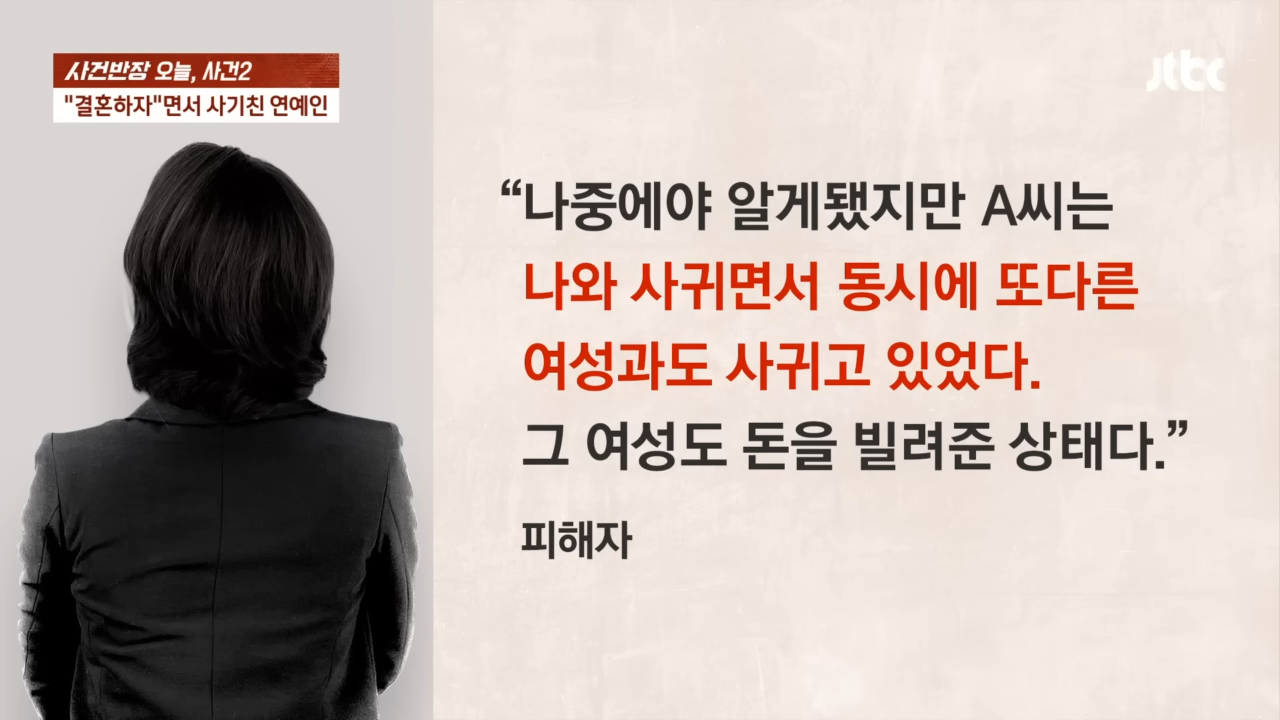 사건반장 오늘, 사건2
"결혼하자"면서 사기친 연예인
jtbc
“나중에야 알게됐지만 A씨는
나와 사귀면서 동시에 또다른
여성과도 사귀고 있었다.
그 여성도 돈을 빌려준 상태다.”
피해자